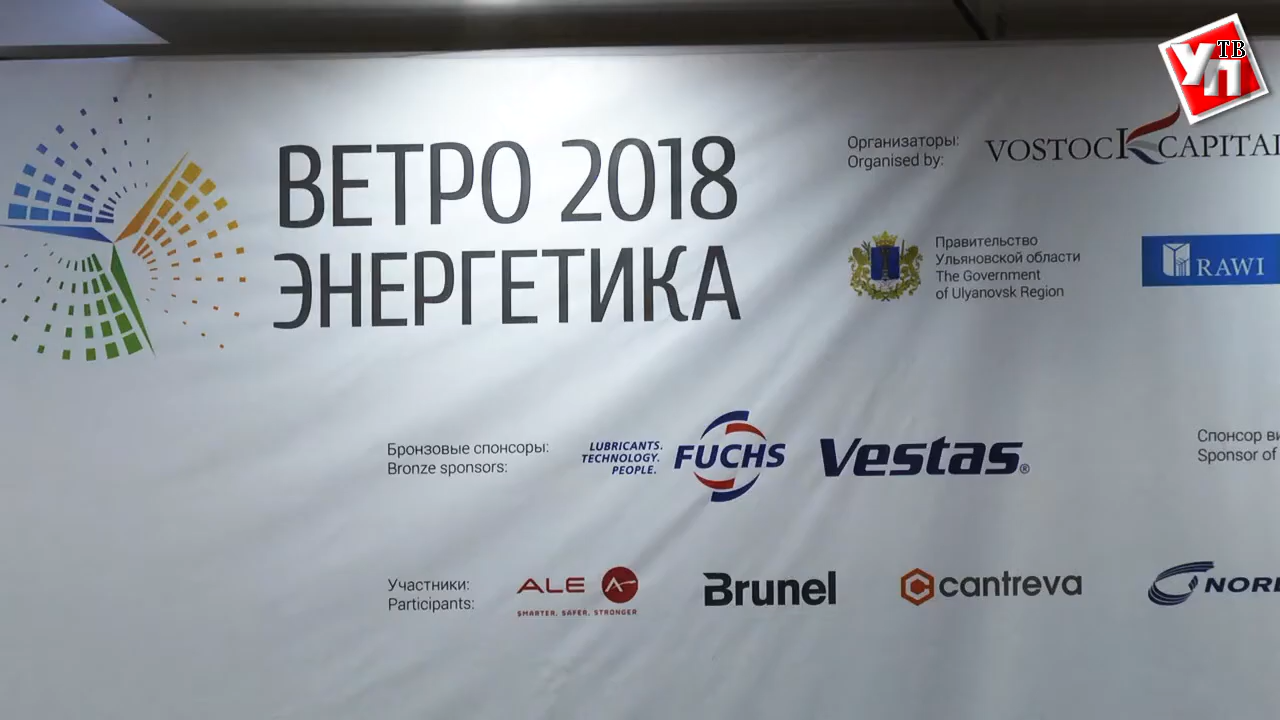 УП ТВ
ВЕТРО 2018
ЭНЕРГЕТИКА
Организаторы:
Organised by:
VOSTOCK CAPITAL
Правительство
Ульяновской области
The Government
of Ulyanovsk Region
RAWI
Бронзовые спонсоры:
Bronze sponsors:
LUBRICANTS.
TECHNOLOGY.
PEOPLE.
FUCHS
Vestas®
Спонсор
Sponsor of
Участники:
Participants:
ALE
SMARTER. SAFER. STRONGER
Brunel
cantreva